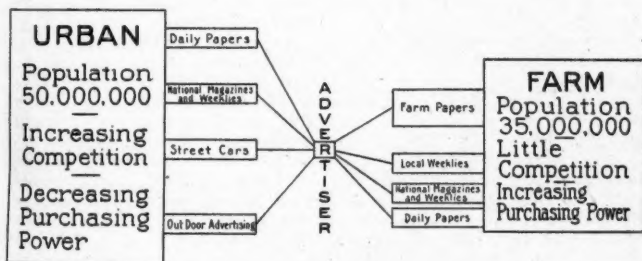 URBAN
Population
50.000.000
Increasing
Competition
Decreasing
Purchasing
Power
Daily Papers
National Magazines
and Weeklies
Street Cars
Out Door Advertising
ADVERTISER
Farm Papers
Local Weeklies
National Magazines
and Weeklies
Daily Papers
FARM
Population
35.000,000
Little
Competition
Increasing
Purchasing Power